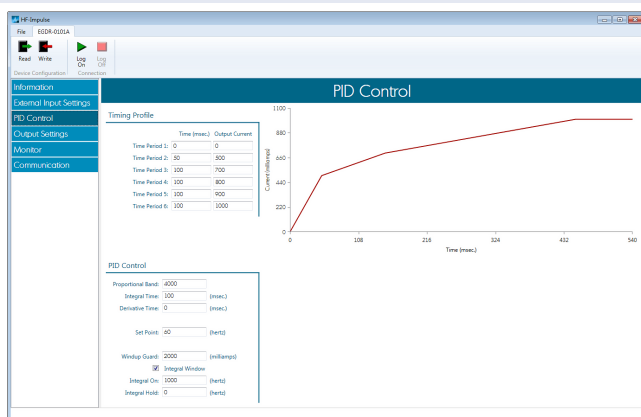 HF-Impulse
File EGDR-0101A
Read Write Log On Log Off
Device Configuration Connection
Information
External Input Settings
PID Control
Output Settings
Monitor
Communication
PID Control
Timing Profile
Time (msec.) Output Current
Time Period 1: 0 0
Time Period 2: 50 500
Time Period 3: 100 700
Time Period 4: 100 800
Time Period 5: 100 900
Time Period 6: 100 1000
Current (milliamps)
1100
880
660
440
220
0
0 108 216 324 432 540
Time (msec.)
PID Control
Proportional Band: 4000
Integral Time: 100 (msec.)
Derivative Time: 0 (msec.)
Set Point: 60 (hertz)
Windup Guard: 2000 (milliamps)
Integral Window
Integral On: 1000 (hertz)
Integral Hold: 0 (hertz)